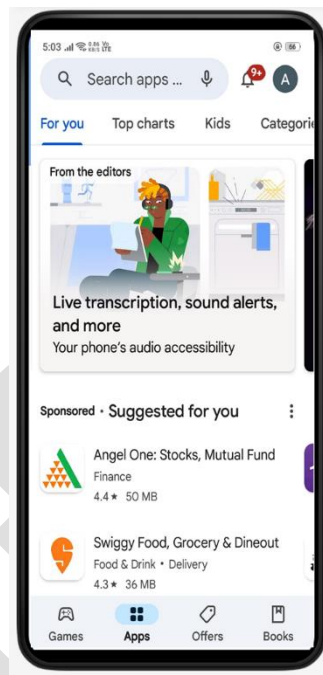 5:03
86
Search apps ...
9+
A
For you Top charts Kids Categori
From the editors
Live transcription, sound alerts,
and more
Your phone's audio accessibility
Sponsored · Suggested for you
Angel One: Stocks, Mutual Fund
Finance
4.4★ 50 MB
Swiggy Food, Grocery & Dineout
Food & Drink • Delivery
4.3★ 36 MB
Games Apps Offers Books